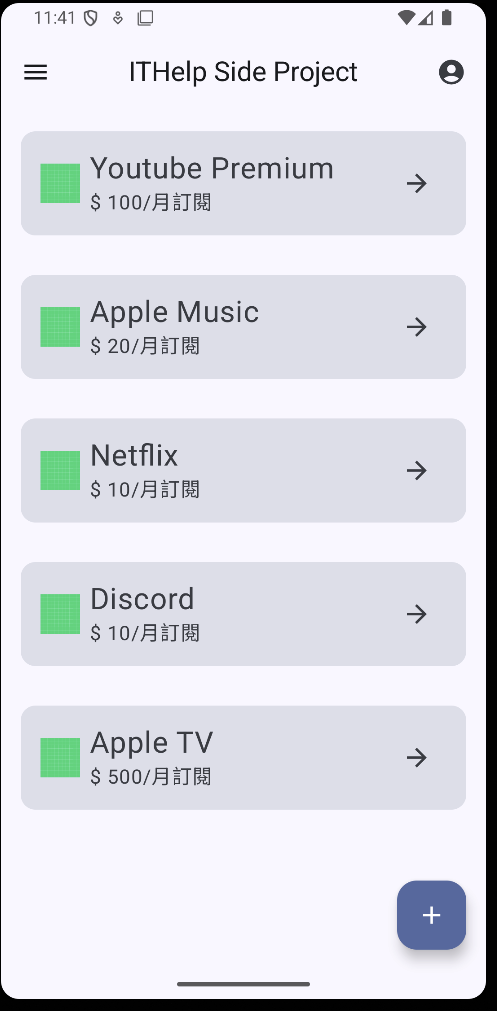 11:41
ITHelp Side Project
Youtube Premium
$ 100/月訂閱
Apple Music
$ 20/月訂閱
Netflix
$ 10/月訂閱
Discord
$ 10/月訂閱
Apple TV
$ 500/月訂閱
+